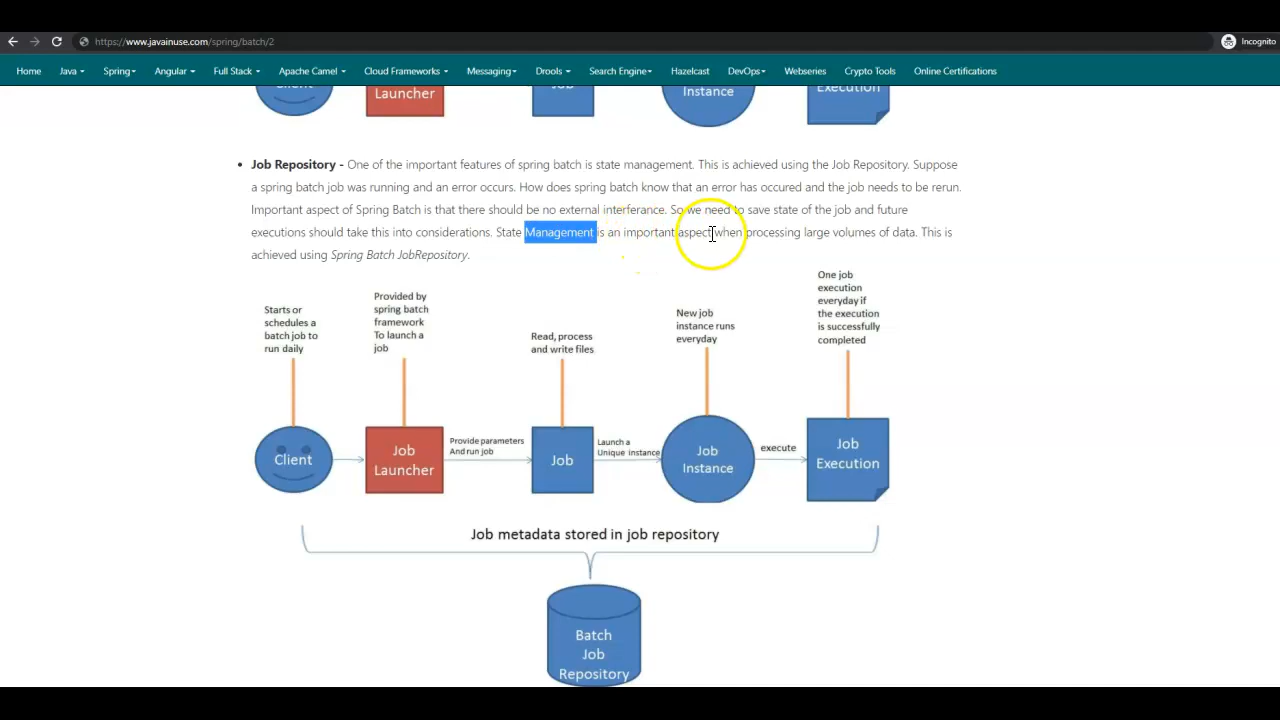 https://www.javainuse.com/spring/batch/2
Incognito
Home Java Spring Angular Full Stack Apache Camel Cloud Frameworks Messaging Drools Search Engine Hazelcast DevOps Webseries Crypto Tools Online Certifications
Client Launcher Job Instance Execution
• Job Repository - One of the important features of spring batch is state management. This is achieved using the Job Repository. Suppose
a spring batch job was running and an error occurs. How does spring batch know that an error has occured and the job needs to be rerun.
Important aspect of Spring Batch is that there should be no external interferance. So we need to save state of the job and future
executions should take this into considerations. State Management is an important aspect when processing large volumes of data. This is
achieved using Spring Batch JobRepository.
Starts or
schedules a
batch job to
run daily
Provided by
spring batch
framework
To launch a
job
Read, process
and write files
New job
instance runs
everyday
One job
execution
everyday if
the execution
is successfully
completed
Client
Job
Launcher
Provide parameters
And run job
Job
Launch a
Unique instance
Job
Instance
execute
Job
Execution
Job metadata stored in job repository
Batch
Job
Repository